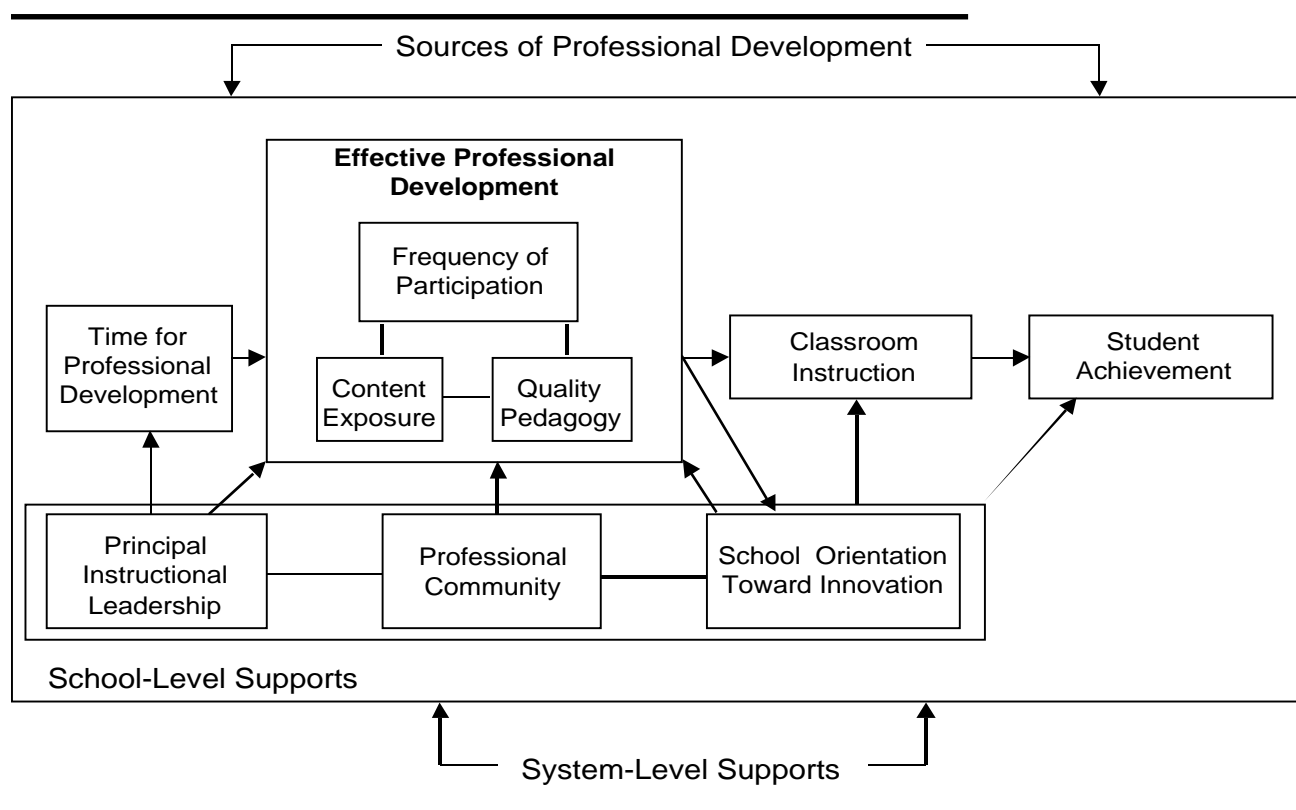 Sources of Professional Development
Effective Professional
Development
Frequency of
Participation
Time for
Professional
Development
Content
Exposure
Quality
Pedagogy
Classroom
Instruction
Student
Achievement
Principal
Instructional
Leadership
Professional
Community
School Orientation
Toward Innovation
School-Level Supports
System-Level Supports